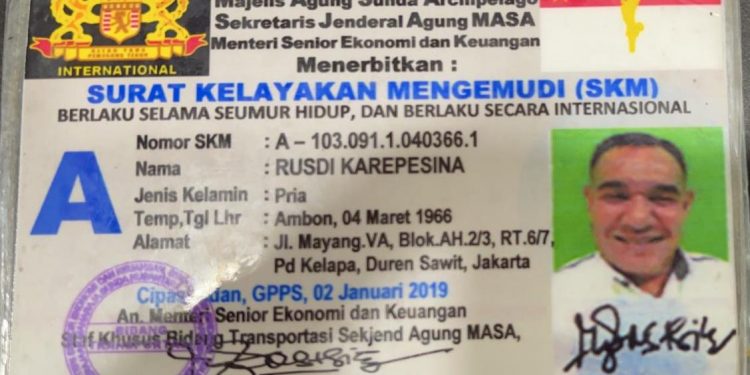 Majelis Agung Sunda Archipelago
Sekretaris Jenderal Agung MASA
Menteri Senior Ekonomi dan Keuangan
Menerbitkan :
INTERNATIONAL
SURAT KELAYAKAN MENGEMUDI (SKM)
BERLAKU SELAMA SEUMUR HIDUP, DAN BERLAKU SECARA INTERNASIONAL
A
Nomor SKM : A – 103.091.1.040366.1
Nama : RUSDI KAREPESINA
Jenis Kelamin : Pria
Temp,Tgl Lhr : Ambon, 04 Maret 1966
Alamat : Jl. Mayang.VA, Blok.AH.2/3, RT.6/7,
Pd Kelapa, Duren Sawit, Jakarta
GPPS, 02 Januari 2019
An. Menteri Senior Ekonomi dan Keuangan
Staf Khusus Bidang Transportasi Sekjend Agung MASA,
BIDANG